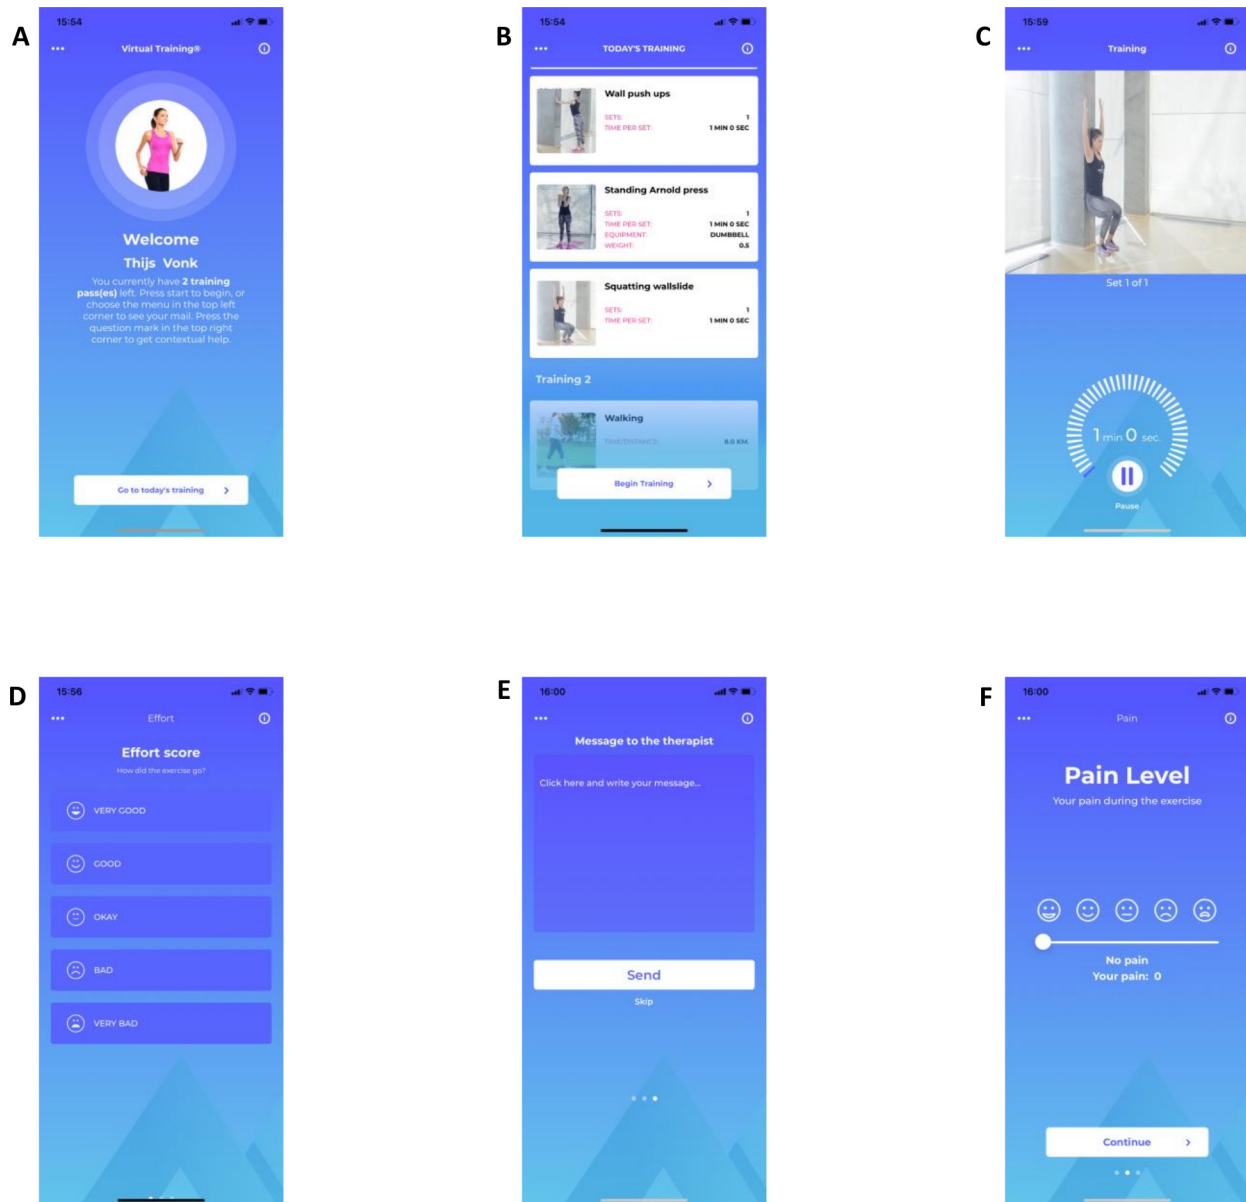 A
15:54
Virtual Training®
Welcome
Thijs Vonk
You currently have 2 training
pass(es) left. Press start to begin, or
choose the menu in the top left
corner to see your mail. Press the
question mark in the top right
corner to get contextual help.
Go to today's training
B
15:54
TODAY'S TRAINING
Wall push ups
SETS: 1
TIME PER SET: 1 MIN 0 SEC
Standing Arnold press
SETS: 1
TIME PER SET: 1 MIN 0 SEC
EQUIPMENT: DUMBBELL
WEIGHT: 0.5
Squatting wallslide
SETS: 1
TIME PER SET: 1 MIN 0 SEC
Training 2
Walking
TIME/DISTANCE: 8.0 KM.
Begin Training
C
15:59
Training
Set 1 of 1
1 min 0 sec.
Pause
D
15:56
Effort
Effort score
How did the exercise go?
VERY GOOD
GOOD
OKAY
BAD
VERY BAD
E
16:00
Message to the therapist
Click here and write your message...
Send
Skip
F
16:00
Pain
Pain Level
Your pain during the exercise
No pain
Your pain: 0
Continue